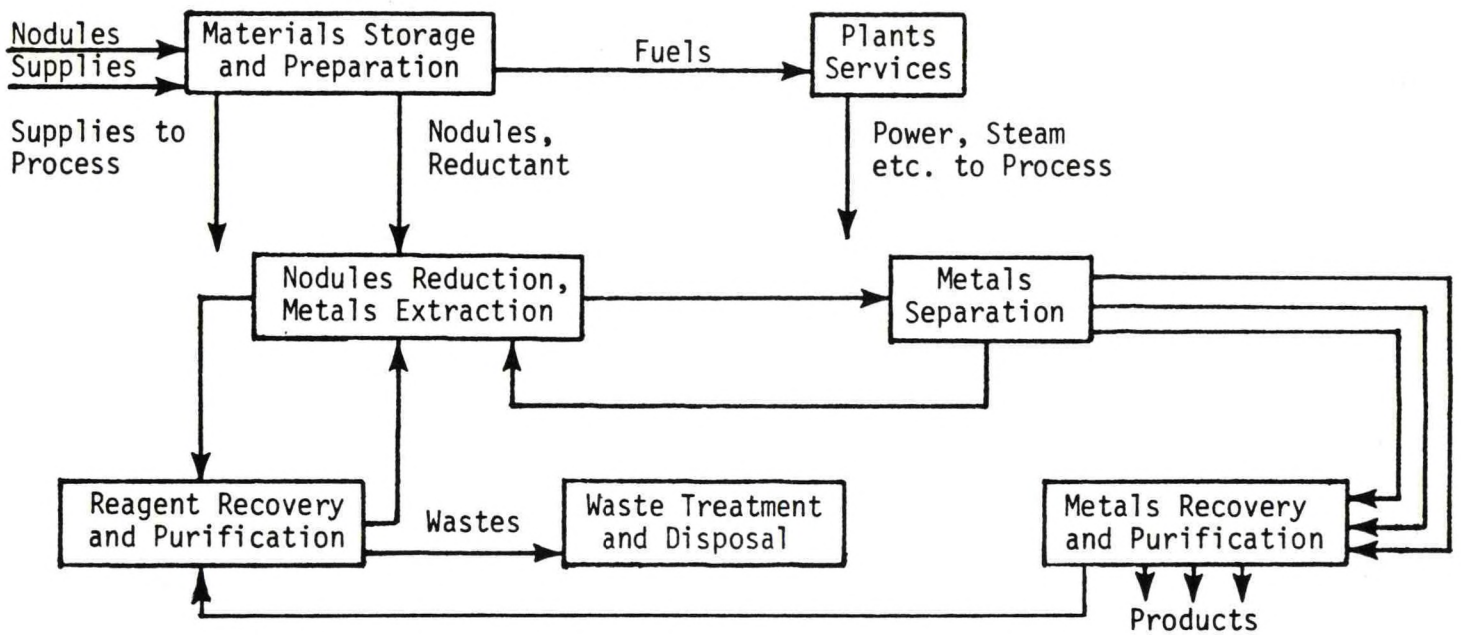 Nodules
Supplies
Materials Storage
and Preparation
Fuels
Plants
Services
Supplies to
Process
Nodules,
Reductant
Power, Steam
etc. to Process
Nodules Reduction,
Metals Extraction
Metals
Separation
Reagent Recovery
and Purification
Wastes
Waste Treatment
and Disposal
Metals Recovery
and Purification
Products